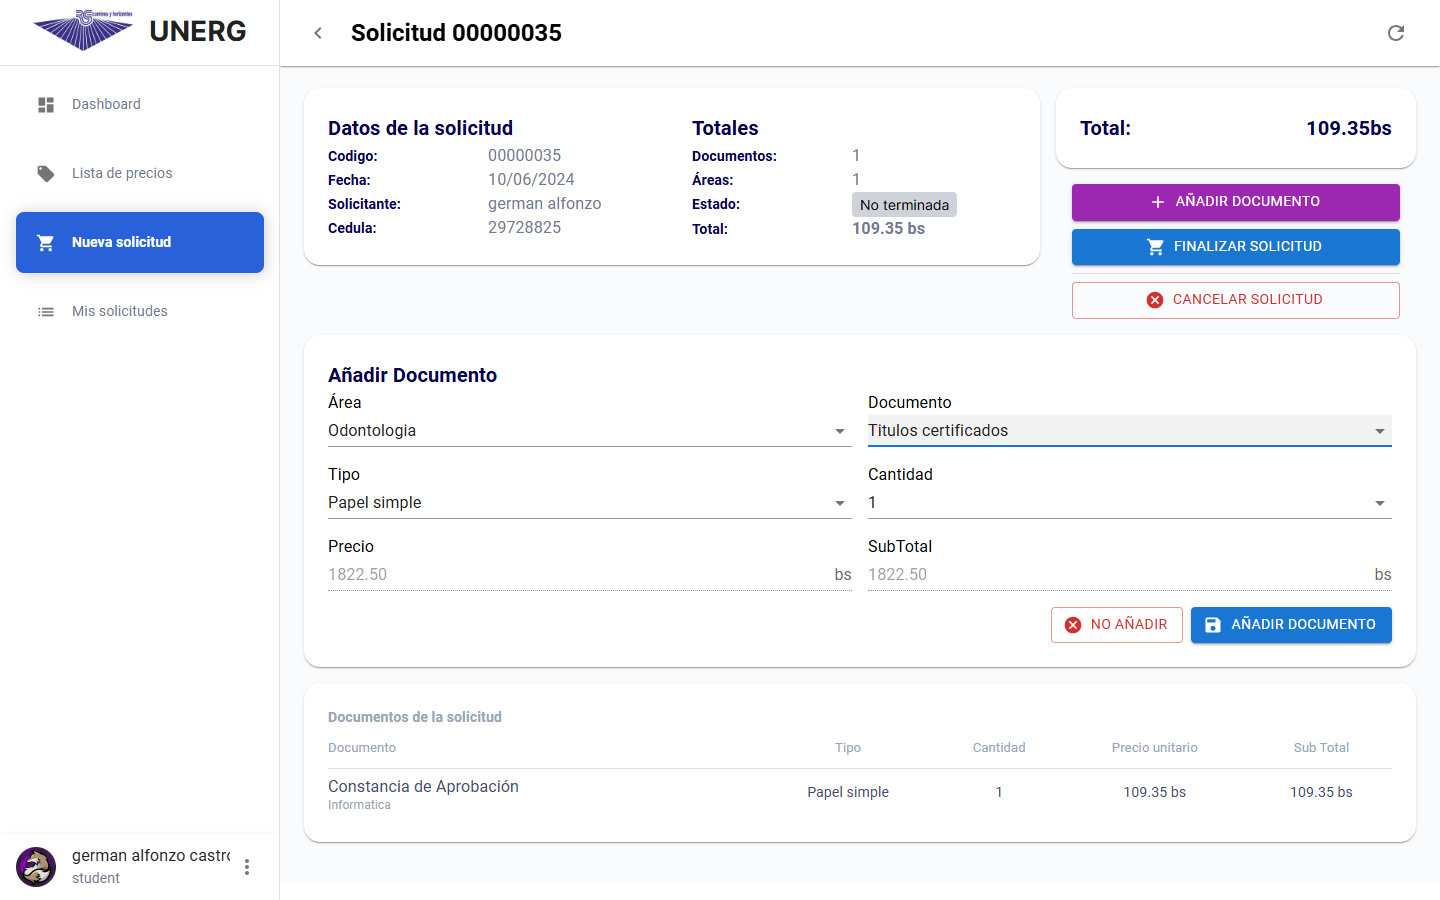 UNERG
Dashboard
Lista de precios
Nueva solicitud
Mis solicitudes
german alfonzo castro
student
Solicitud 00000035
Datos de la solicitud
Codigo: 00000035
Fecha: 10/06/2024
Solicitante: german alfonzo
Cedula: 29728825
Totales
Documentos: 1
Áreas: 1
Estado: No terminada
Total: 109.35 bs
Total: 109.35bs
AÑADIR DOCUMENTO
FINALIZAR SOLICITUD
CANCELAR SOLICITUD
Añadir Documento
Área
Odontologia
Documento
Titulos certificados
Tipo
Papel simple
Cantidad
1
Precio
1822.50 bs
SubTotal
1822.50 bs
NO AÑADIR
AÑADIR DOCUMENTO
Documentos de la solicitud
Documento Tipo Cantidad Precio unitario Sub Total
Constancia de Aprobación Papel simple 1 109.35 bs 109.35 bs
Informatica